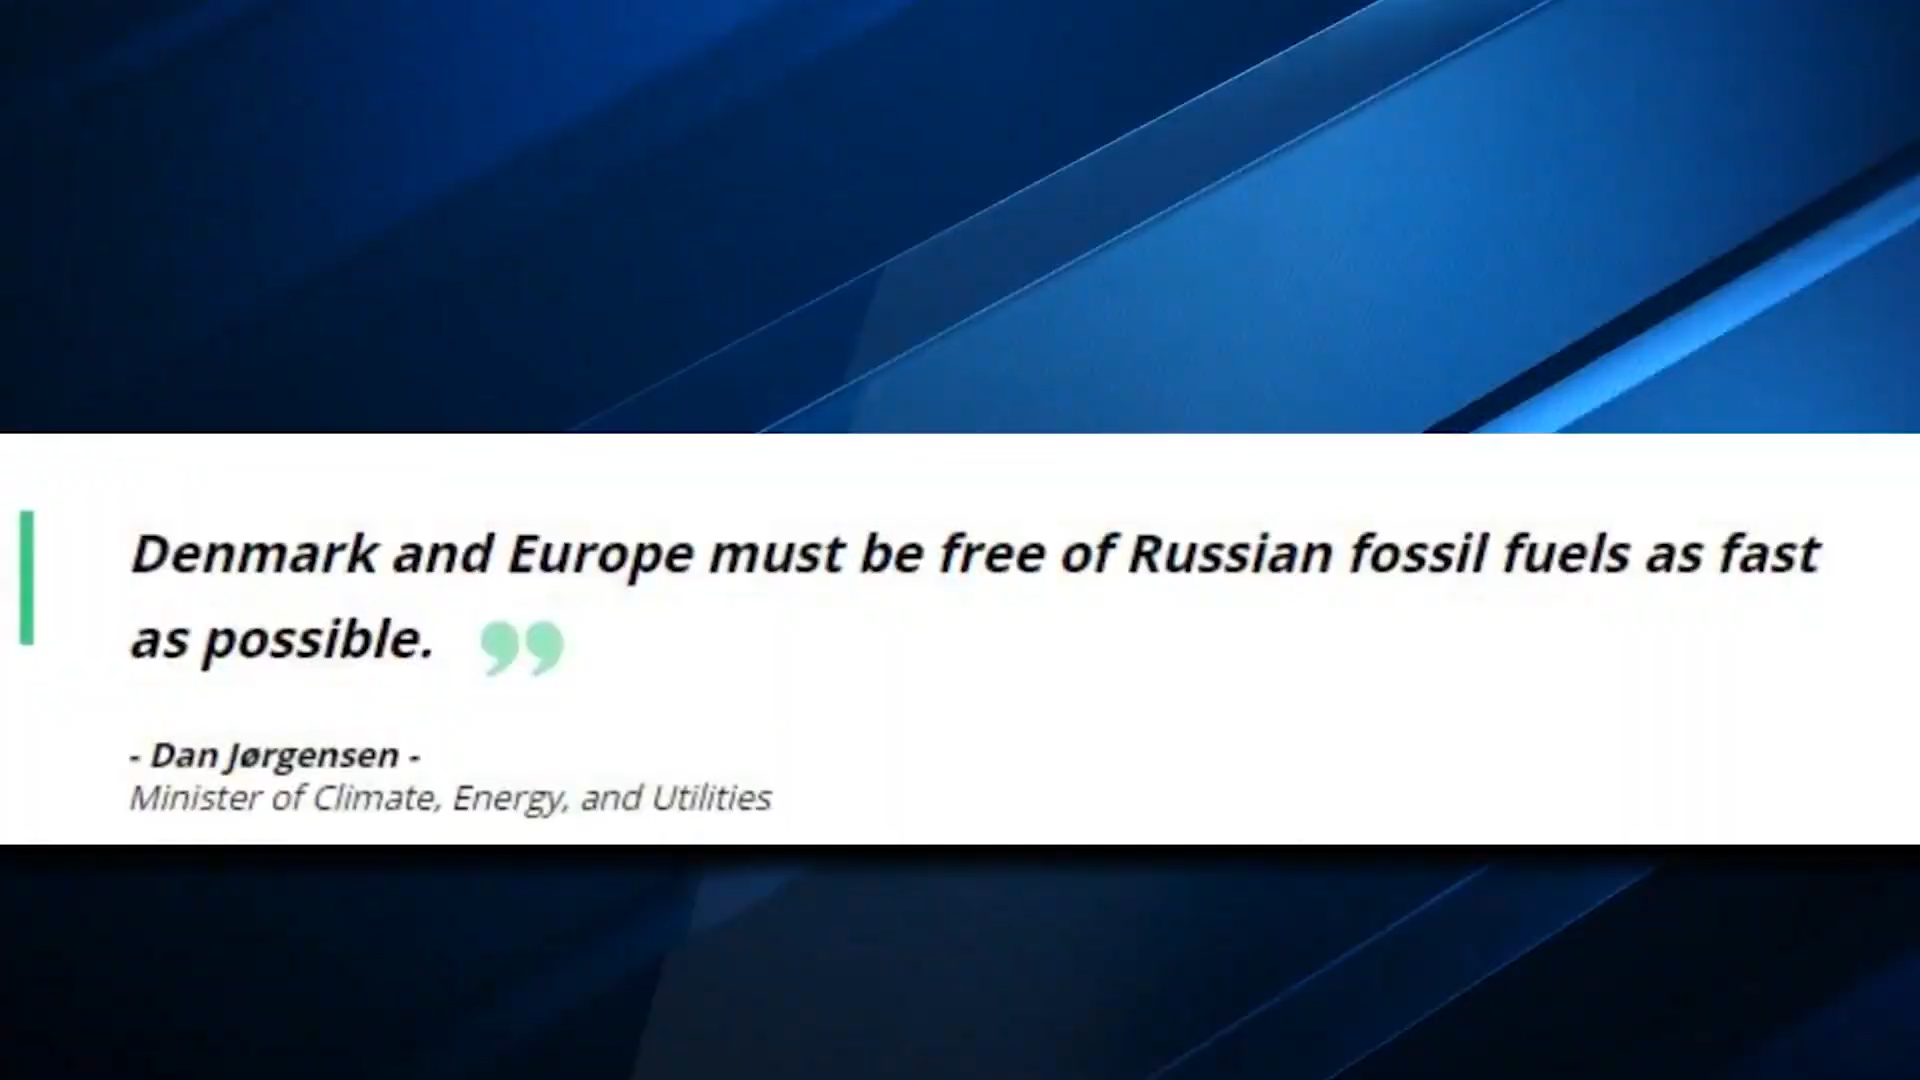 Denmark and Europe must be free of Russian fossil fuels as fast
as possible. ”
- Dan Jørgensen -
Minister of Climate, Energy, and Utilities